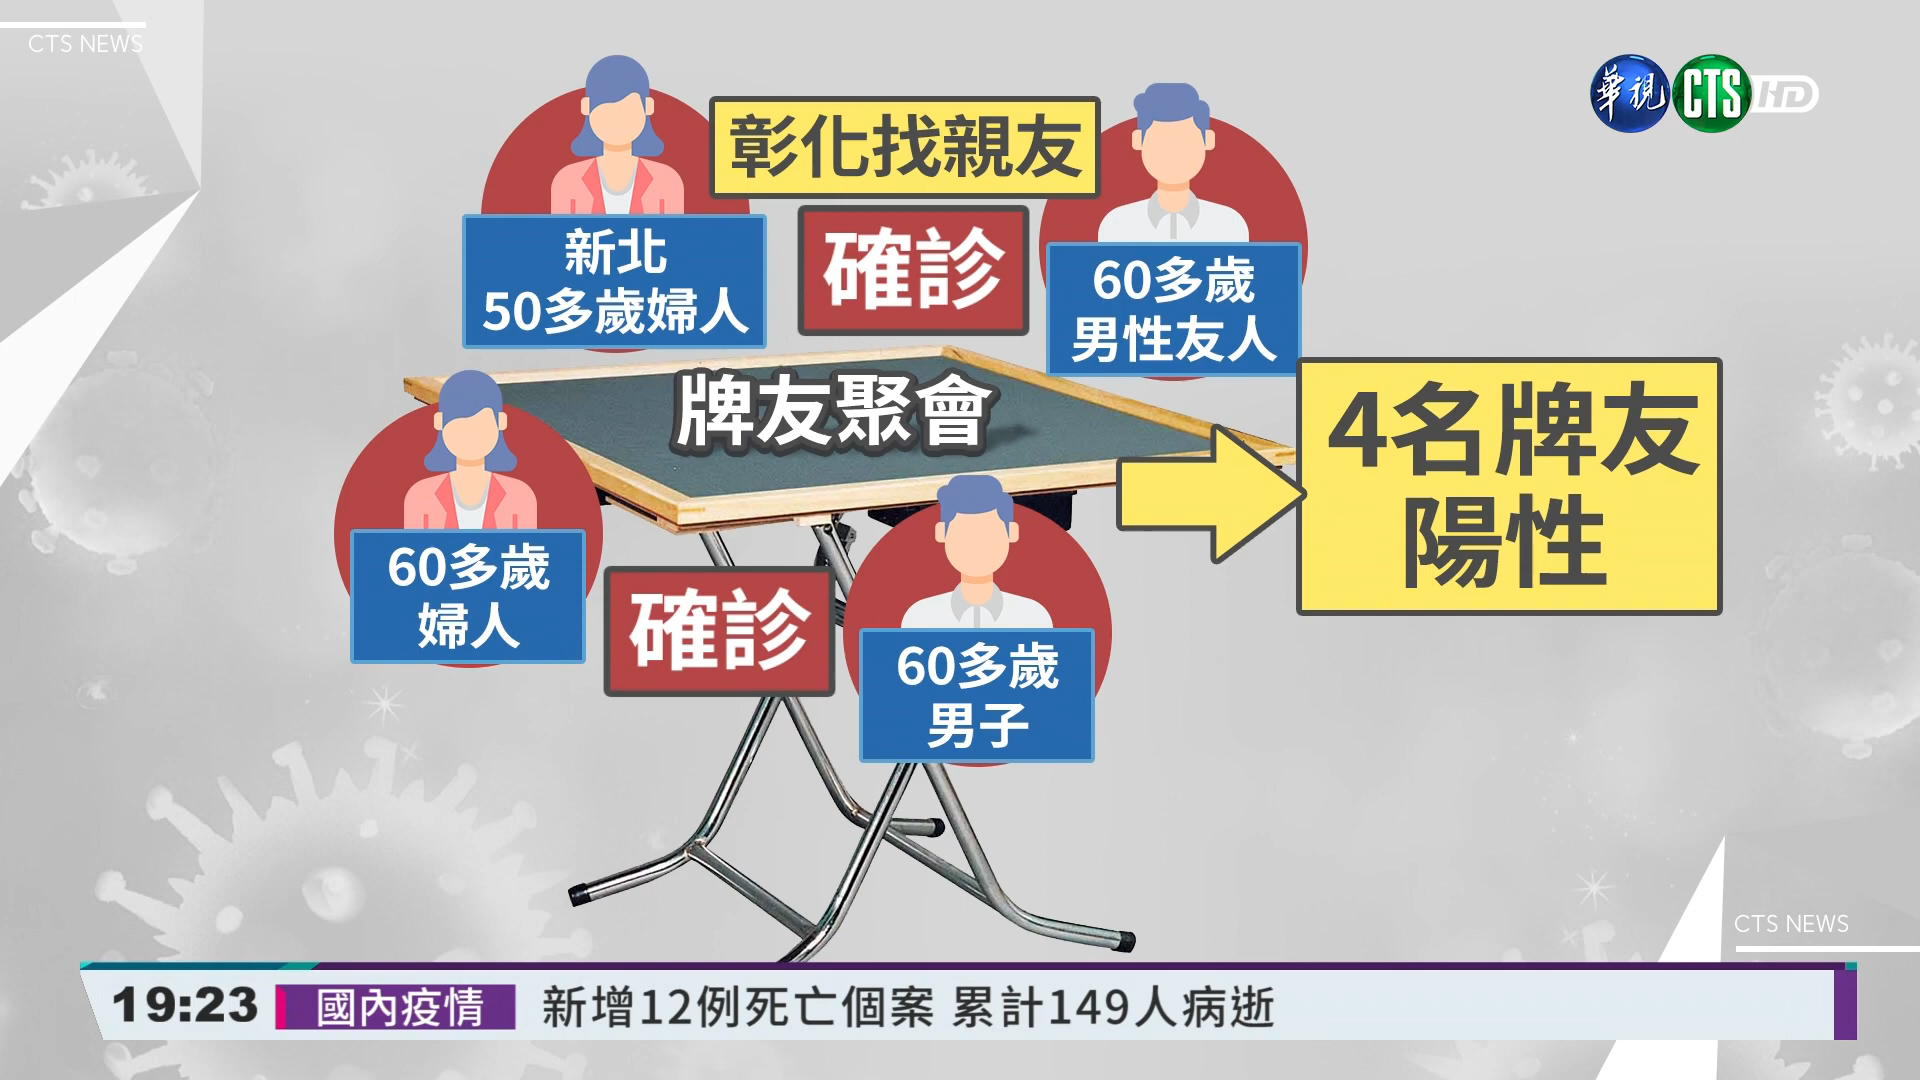 CTS NEWS
華視 CTS HD
彰化找親友
確診
新北
50多歲婦人
60多歲
男性友人
牌友聚會
4名牌友
陽性
60多歲
婦人
確診
60多歲
男子
CTS NEWS
19:23 國內疫情 新增12例死亡個案 累計149人病逝